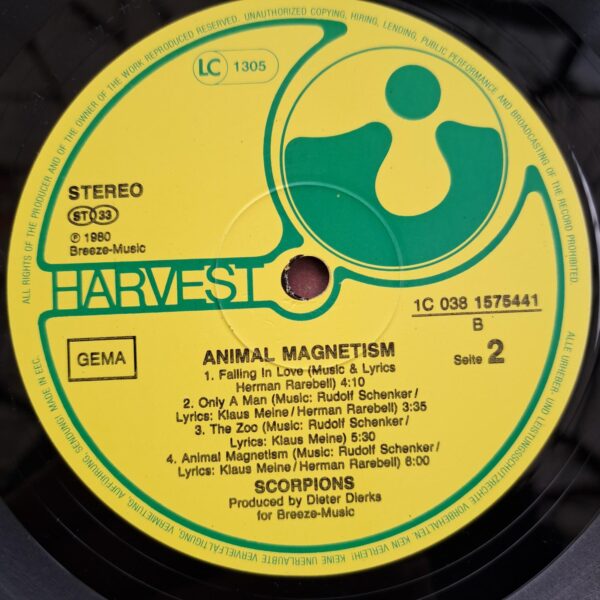 ALL RIGHTS OF THE PRODUCER AND OF THE OWNER OF THE WORK REPRODUCED RESERVED. UNAUTHORIZED COPYING, HIRING, LENDING, PUBLIC PERFORMANCE AND BROADCASTING OF THE RECORD PROHIBITED.
LC 1305
STEREO
ST 33
℗ 1980
Breeze-Music
HARVEST
1C 038 1575441
B
GEMA
Seite 2
ANIMAL MAGNETISM
1. Falling In Love (Music & Lyrics
Herman Rarebell) 4:10
2. Only A Man (Music: Rudolf Schenker/
Lyrics: Klaus Meine/Herman Rarebell) 3:35
3. The Zoo (Music: Rudolf Schenker/
Lyrics: Klaus Meine) 5:30
4. Animal Magnetism (Music: Rudolf Schenker/
Lyrics: Klaus Meine/Herman Rarebell) 6:00
SCORPIONS
Produced by Dieter Dierks
for Breeze-Music
ALLE URHEBER- UND LEISTUNGSSCHUTZRECHTE VORBEHALTEN. KEIN VERLEIH! KEINE UNERLAUBTE VERVIELFÄLTIGUNG, VERMIETUNG, AUFFÜHRUNG, SENDUNG! MADE IN EEC.